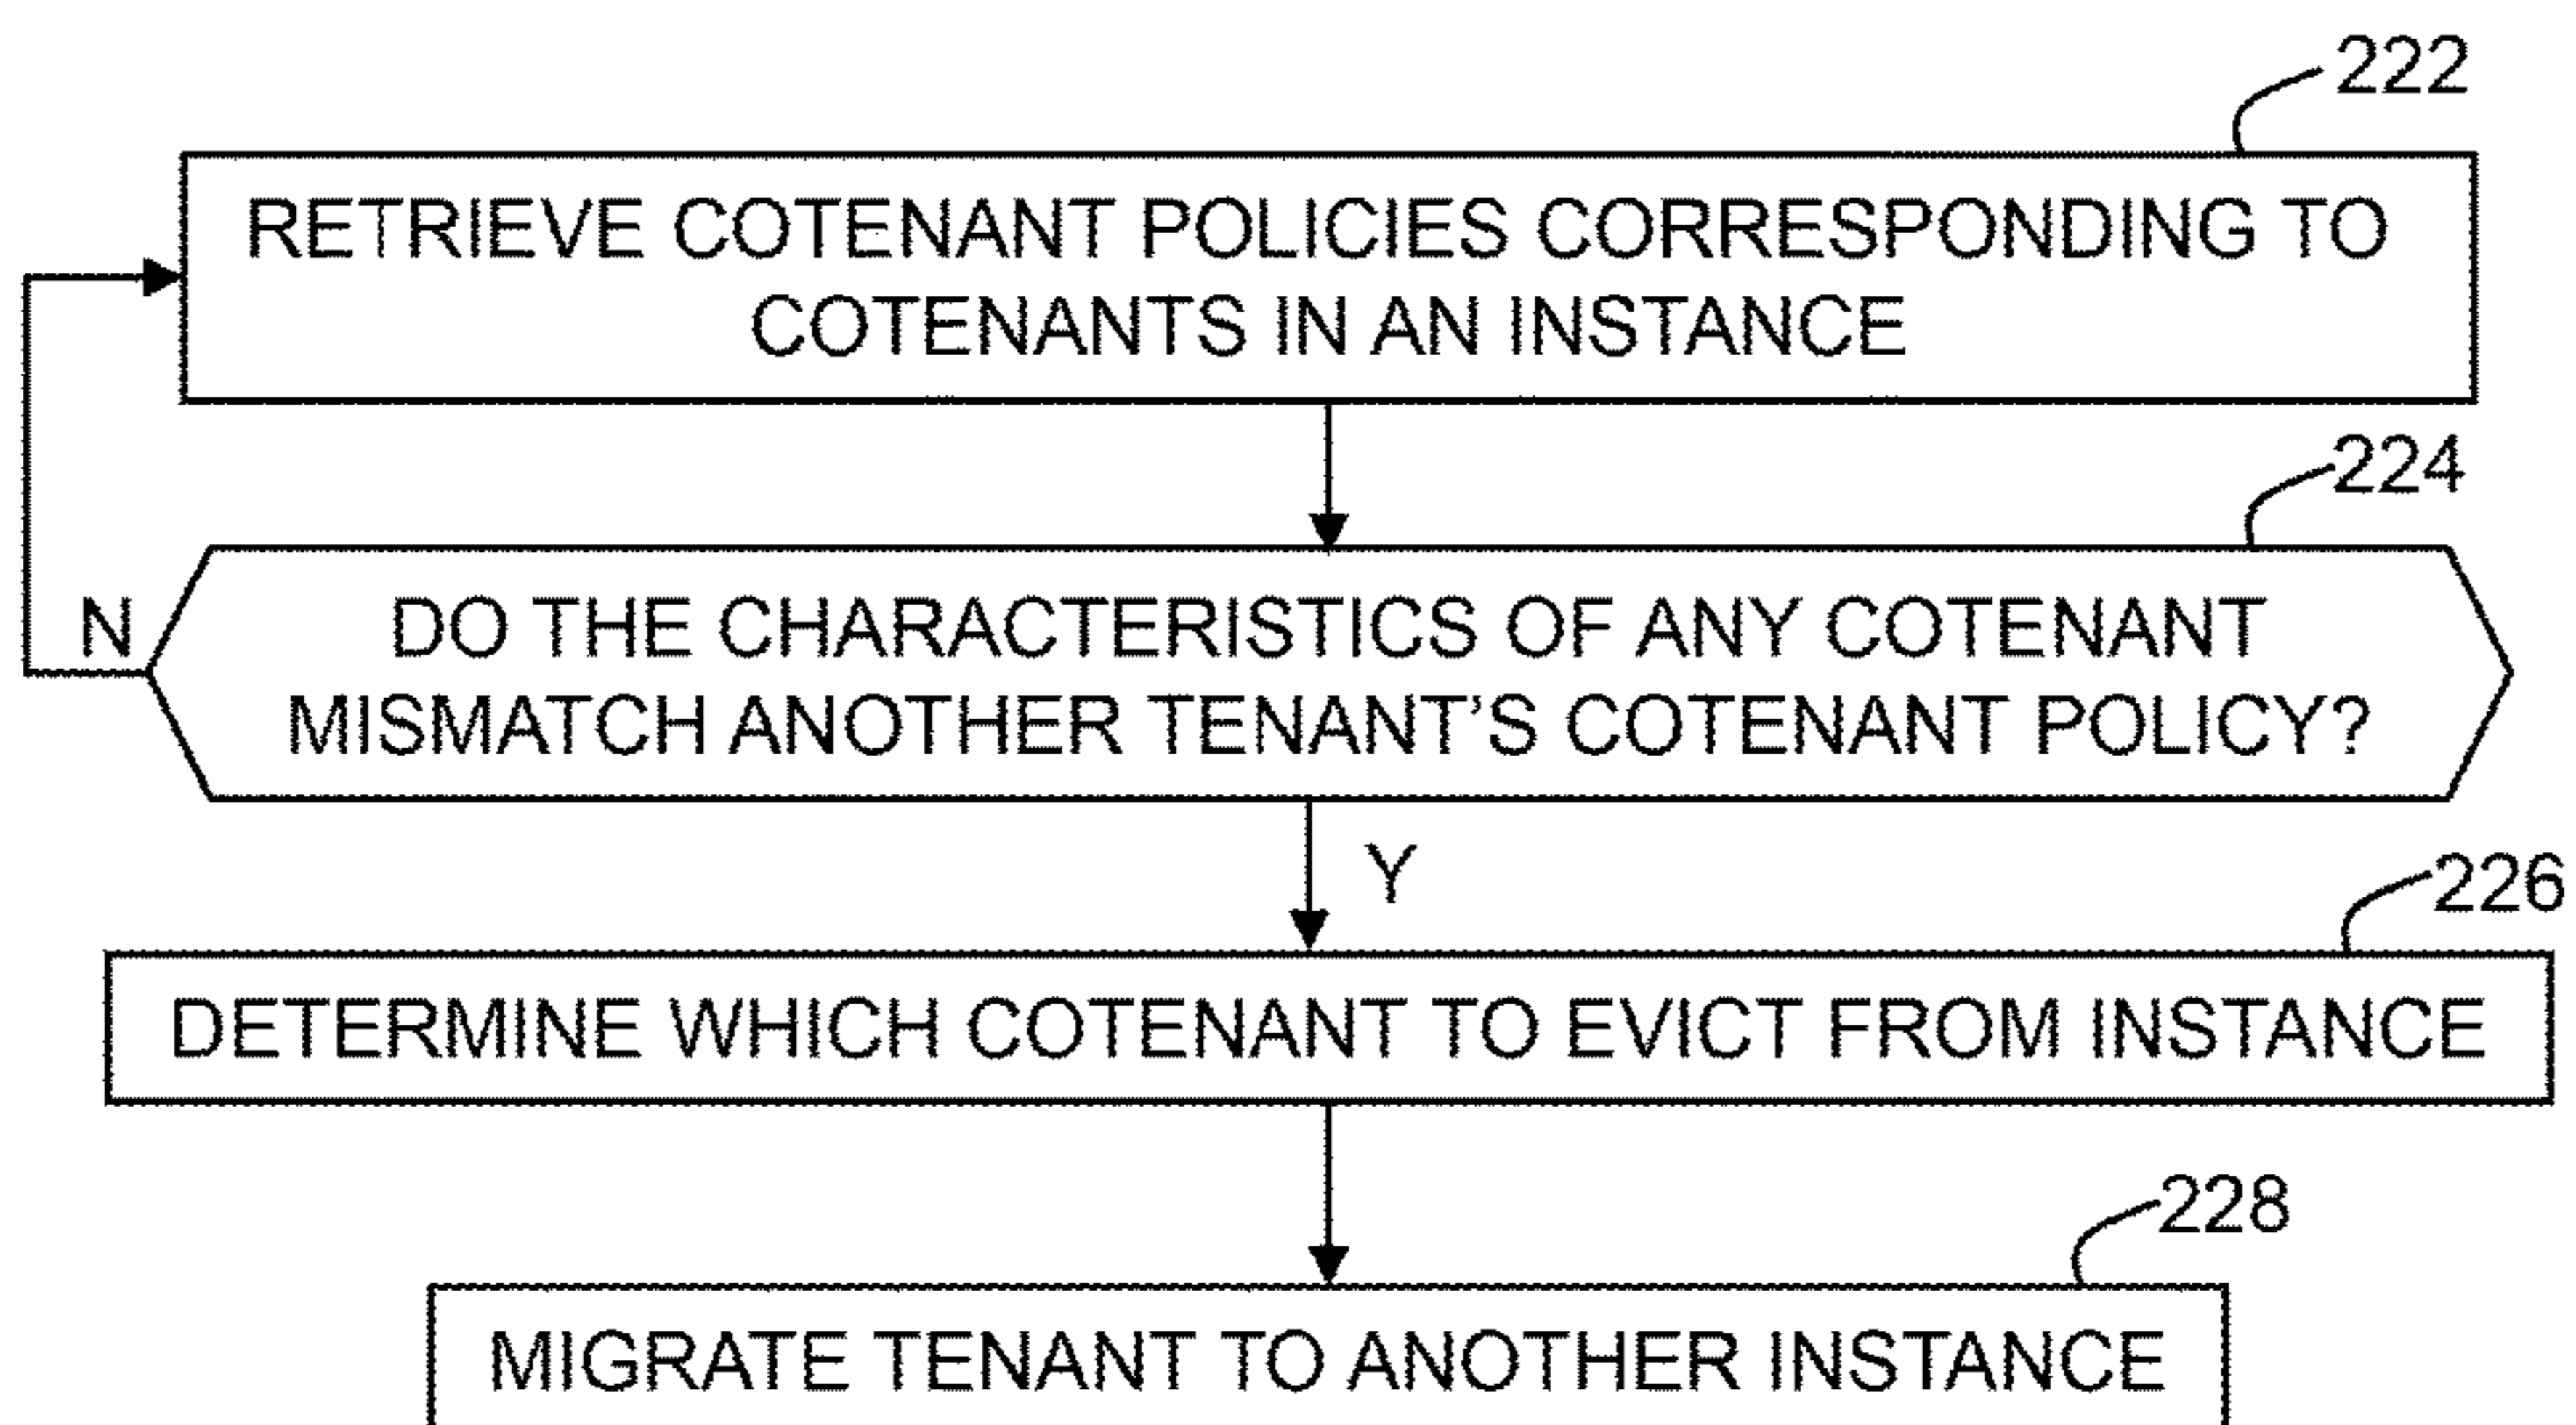 222
RETRIEVE COTENANT POLICIES CORRESPONDING TO
COTENANTS IN AN INSTANCE
224
N
DO THE CHARACTERISTICS OF ANY COTENANT
MISMATCH ANOTHER TENANT’S COTENANT POLICY?
Y
226
DETERMINE WHICH COTENANT TO EVICT FROM INSTANCE
228
MIGRATE TENANT TO ANOTHER INSTANCE